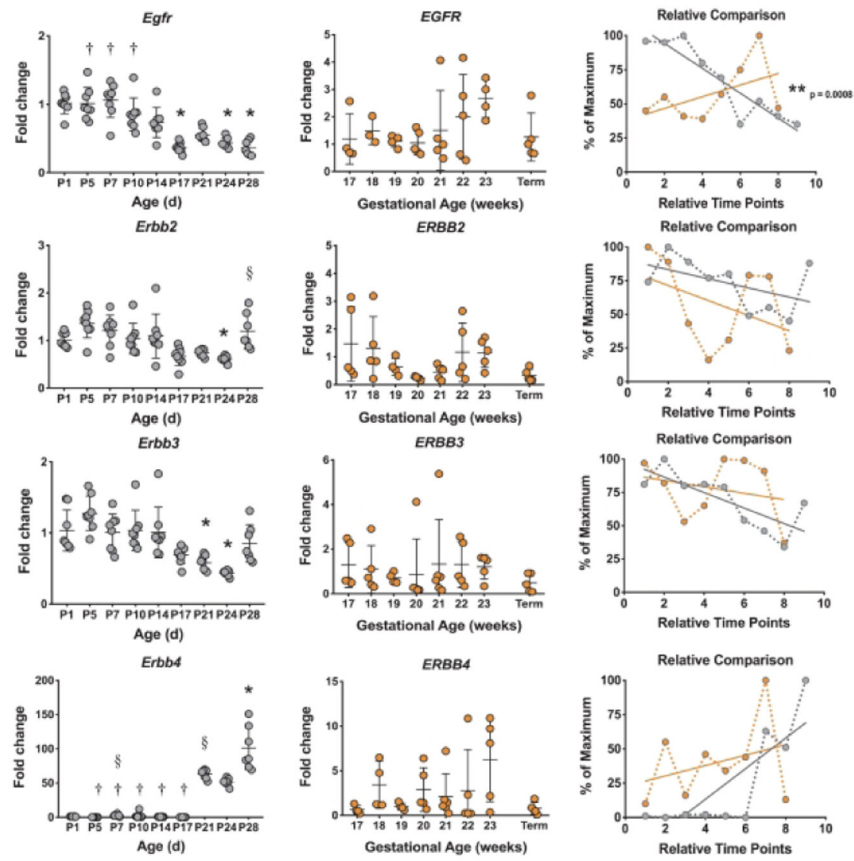 Egfr
EGFR
Relative Comparison
Fold change
2
1
0
† † † * * *
P1 P5 P7 P10 P14 P17 P21 P24 P28
Age (d)
Fold change
5
4
3
2
1
0
17 18 19 20 21 22 23 Term
Gestational Age (weeks)
% of Maximum
100
75
50
25
0
** p = 0.0008
0 2 4 6 8 10
Relative Time Points
Erbb2
ERBB2
Relative Comparison
Fold change
3
2
1
0
* §
P1 P5 P7 P10 P14 P17 P21 P24 P28
Age (d)
Fold change
5
4
3
2
1
0
17 18 19 20 21 22 23 Term
Gestational Age (weeks)
% of Maximum
100
75
50
25
0
0 2 4 6 8 10
Relative Time Points
Erbb3
ERBB3
Relative Comparison
Fold change
2
1
0
* *
P1 P5 P7 P10 P14 P17 P21 P24 P28
Age (d)
Fold change
6
4
2
0
17 18 19 20 21 22 23 Term
Gestational Age (weeks)
% of Maximum
100
75
50
25
0
0 2 4 6 8 10
Relative Time Points
Erbb4
ERBB4
Relative Comparison
Fold change
200
150
100
50
0
† § † † † † § *
P1 P5 P7 P10 P14 P17 P21 P24 P28
Age (d)
Fold change
15
10
5
0
17 18 19 20 21 22 23 Term
Gestational Age (weeks)
% of Maximum
100
75
50
25
0
0 2 4 6 8 10
Relative Time Points